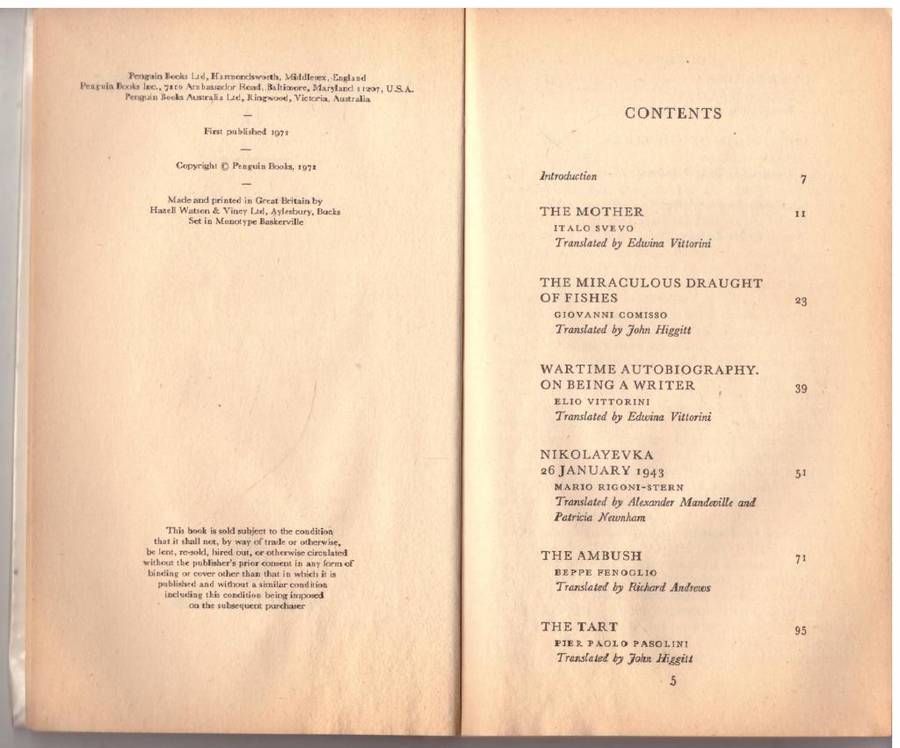 Penguin Books Ltd, Harmondsworth, Middlesex, England
Penguin Books Inc., 7110 Ambassador Road, Baltimore, Maryland 21207, U.S.A.
Penguin Books Australia Ltd, Ringwood, Victoria, Australia
—
First published 1972
—
Copyright © Penguin Books, 1972
—
Made and printed in Great Britain by
Hazell Watson & Viney Ltd, Aylesbury, Bucks
Set in Monotype Baskerville
This book is sold subject to the condition
that it shall not, by way of trade or otherwise,
be lent, re-sold, hired out, or otherwise circulated
without the publisher's prior consent in any form of
binding or cover other than that in which it is
published and without a similar condition
including this condition being imposed
on the subsequent purchaser
CONTENTS
Introduction 7
THE MOTHER 11
ITALO SVEVO
Translated by Edwina Vittorini
THE MIRACULOUS DRAUGHT
OF FISHES 23
GIOVANNI COMISSO
Translated by John Higgitt
WARTIME AUTOBIOGRAPHY.
ON BEING A WRITER 39
ELIO VITTORINI
Translated by Edwina Vittorini
NIKOLAYEVKA
26 JANUARY 1943 51
MARIO RIGONI-STERN
Translated by Alexander Mandeville and
Patricia Newnham
THE AMBUSH 71
BEPPE FENOGLIO
Translated by Richard Andrews
THE TART 95
PIER PAOLO PASOLINI
Translated by John Higgitt
5